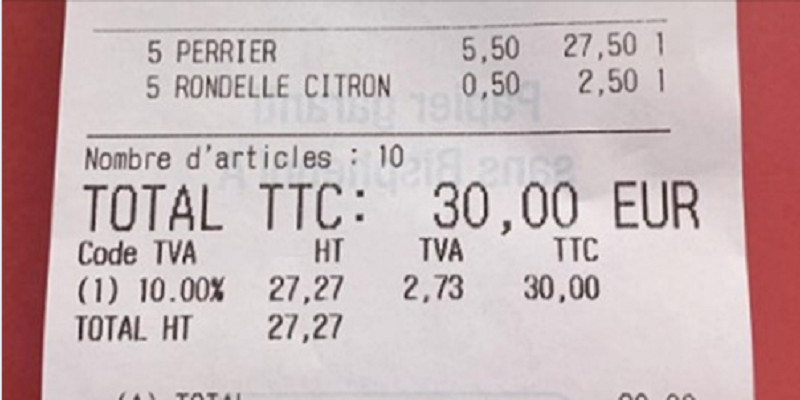 5 PERRIER 5,50 27,50 1
5 RONDELLE CITRON 0,50 2,50 1
Papier garanti
sans Bisphénol A
Nombre d'articles : 10
TOTAL TTC: 30,00 EUR
Code TVA HT TVA TTC
(1) 10.00% 27,27 2,73 30,00
TOTAL HT 27,27